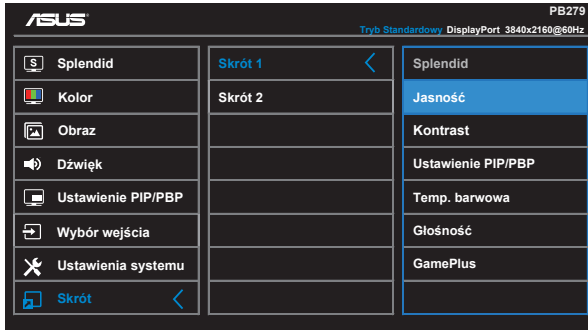 ASUS
PB279
Tryb Standardowy DisplayPort 3840x2160@60Hz
S Splendid
Kolor
Obraz
Dźwięk
Ustawienie PIP/PBP
Wybór wejścia
Ustawienia systemu
Skrót
Skrót 1
Skrót 2
Splendid
Jasność
Kontrast
Ustawienie PIP/PBP
Temp. barwowa
Głośność
GamePlus